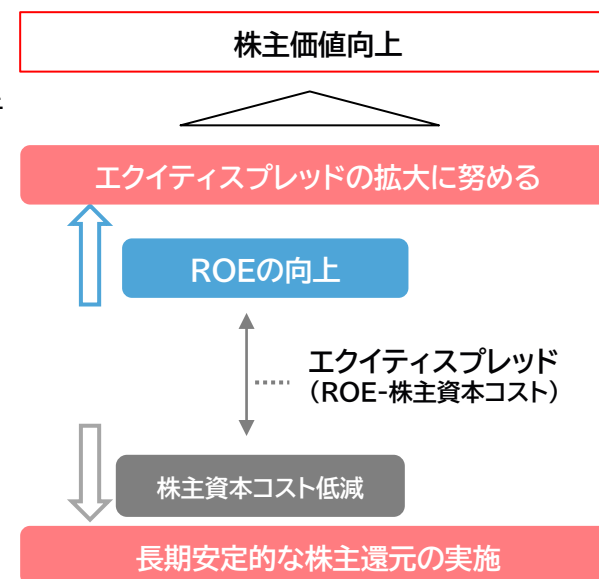 株主価値向上
エクイティスプレッドの拡大に努める
ROEの向上
エクイティスプレッド
(ROE-株主資本コスト)
株主資本コスト低減
長期安定的な株主還元の実施